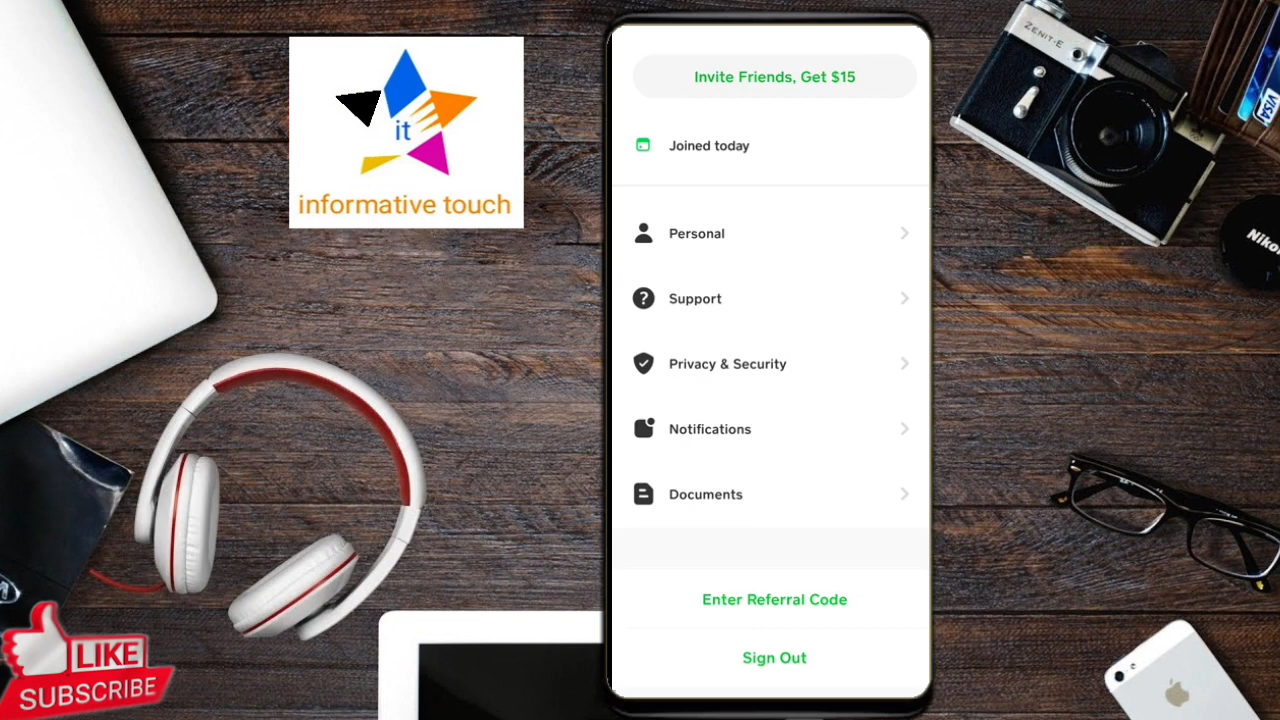 it
informative touch
Invite Friends, Get $15
Joined today
Personal
Support
Privacy & Security
Notifications
Documents
Enter Referral Code
Sign Out
ZENIT-E
VISA
Nikon
LIKE
SUBSCRIBE